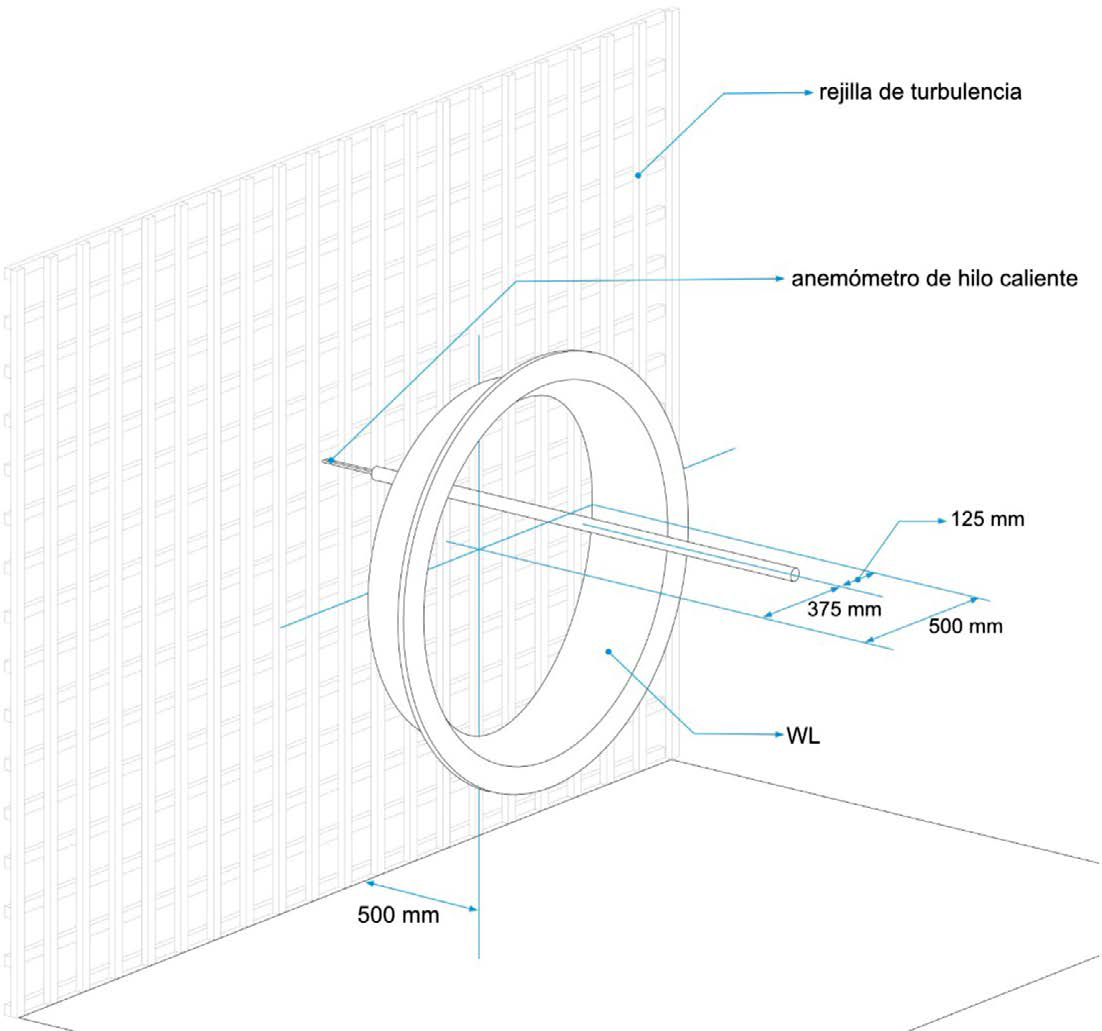 rejilla de turbulencia
anemómetro de hilo caliente
125 mm
375 mm
500 mm
WL
500 mm